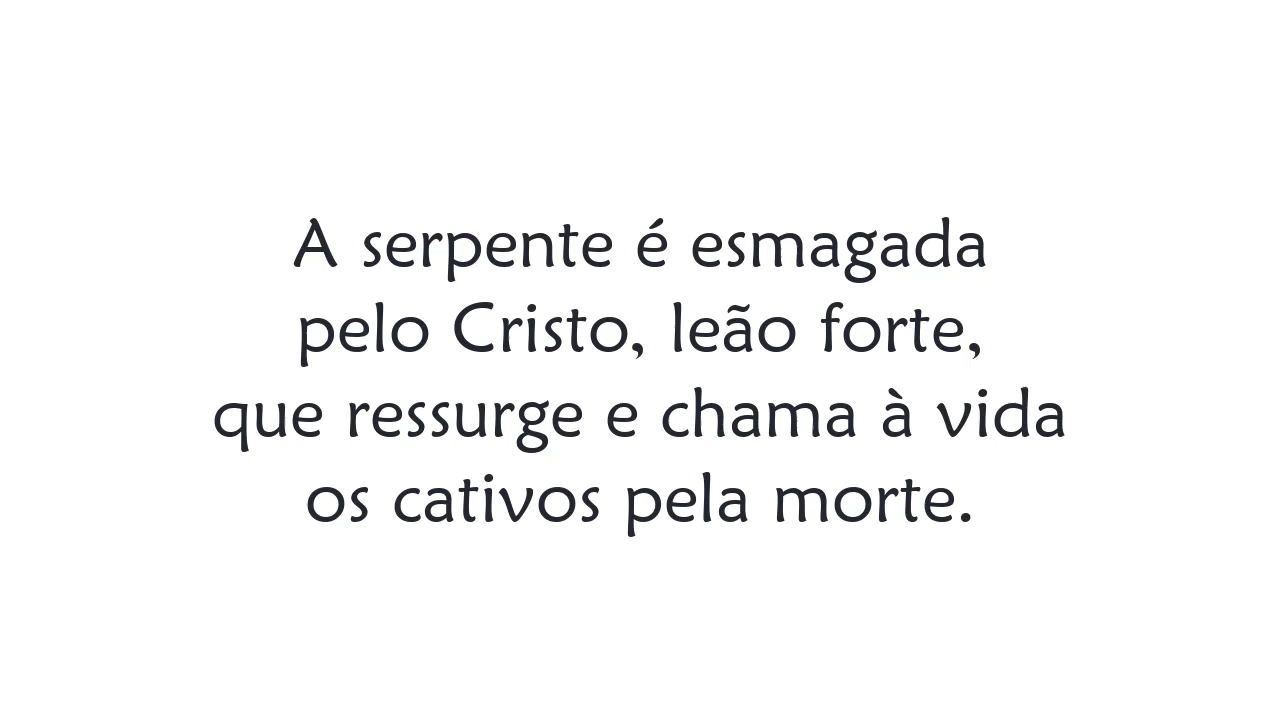 A serpente é esmagada
pelo Cristo, leão forte,
que ressurge e chama à vida
os cativos pela morte.